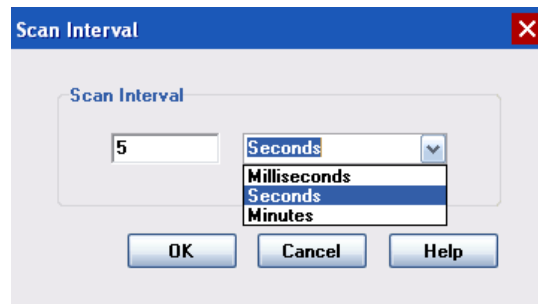 Scan Interval
Scan Interval
5 Seconds
Milliseconds
Seconds
Minutes
OK Cancel Help